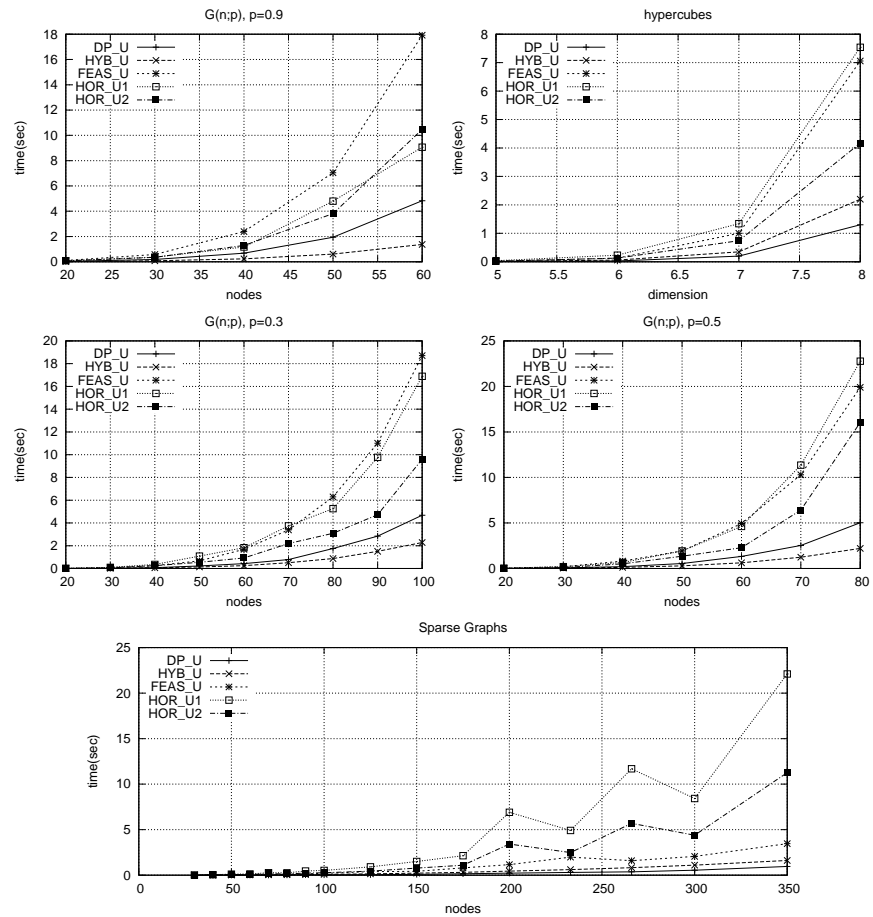 G(n;p), p=0.9
18
16
14
12
10
8
6
4
2
0
time(sec)
DP_U
HYB_U
FEAS_U
HOR_U1
HOR_U2
20 25 30 35 40 45 50 55 60
nodes
hypercubes
8
7
6
5
4
3
2
1
0
time(sec)
DP_U
HYB_U
FEAS_U
HOR_U1
HOR_U2
5 5.5 6 6.5 7 7.5 8
dimension
G(n;p), p=0.3
20
18
16
14
12
10
8
6
4
2
0
time(sec)
DP_U
HYB_U
FEAS_U
HOR_U1
HOR_U2
20 30 40 50 60 70 80 90 100
nodes
G(n;p), p=0.5
25
20
15
10
5
0
time(sec)
DP_U
HYB_U
FEAS_U
HOR_U1
HOR_U2
20 30 40 50 60 70 80
nodes
Sparse Graphs
25
20
15
10
5
0
time(sec)
DP_U
HYB_U
FEAS_U
HOR_U1
HOR_U2
0 50 100 150 200 250 300 350
nodes